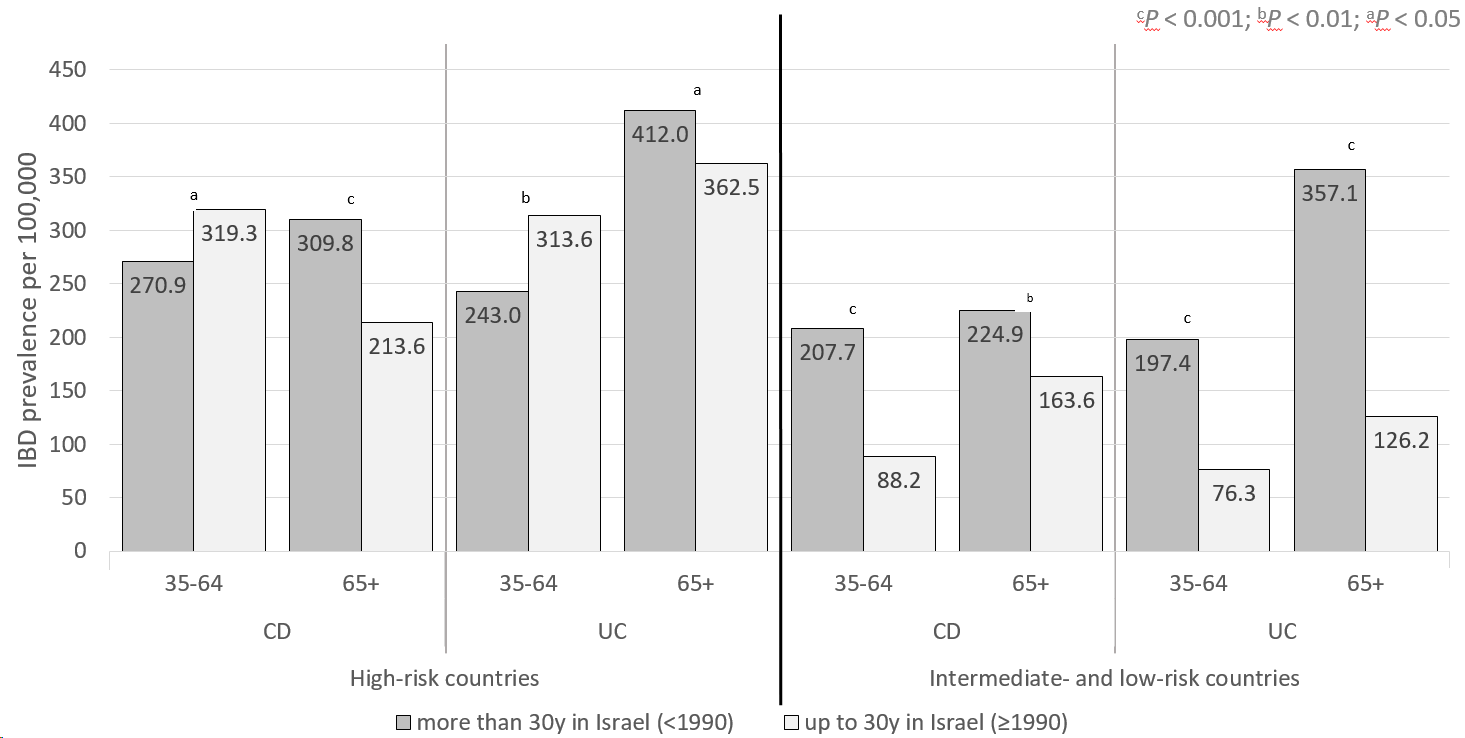 ᶜP < 0.001; ᵇP < 0.01; ᵃP < 0.05
IBD prevalence per 100,000
450
400
350
300
250
200
150
100
50
0
a
c
b
a
c
b
c
c
270.9
319.3
309.8
213.6
243.0
313.6
412.0
362.5
207.7
88.2
224.9
163.6
197.4
76.3
357.1
126.2
35-64 65+ 35-64 65+ 35-64 65+ 35-64 65+
CD UC CD UC
High-risk countries Intermediate- and low-risk countries
more than 30y in Israel (<1990) up to 30y in Israel (≥1990)